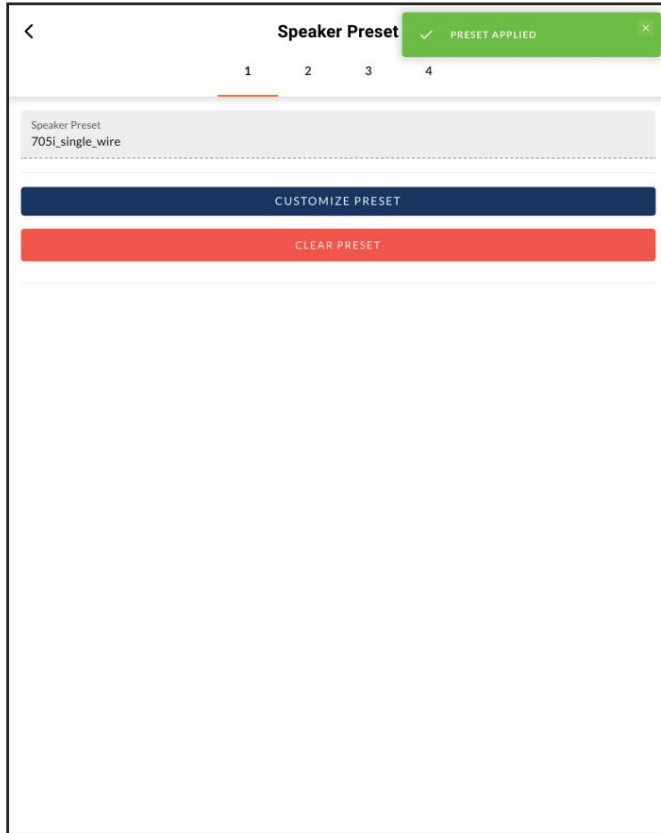 Speaker Preset
PRESET APPLIED
1 2 3 4
Speaker Preset
705i_single_wire
CUSTOMIZE PRESET
CLEAR PRESET